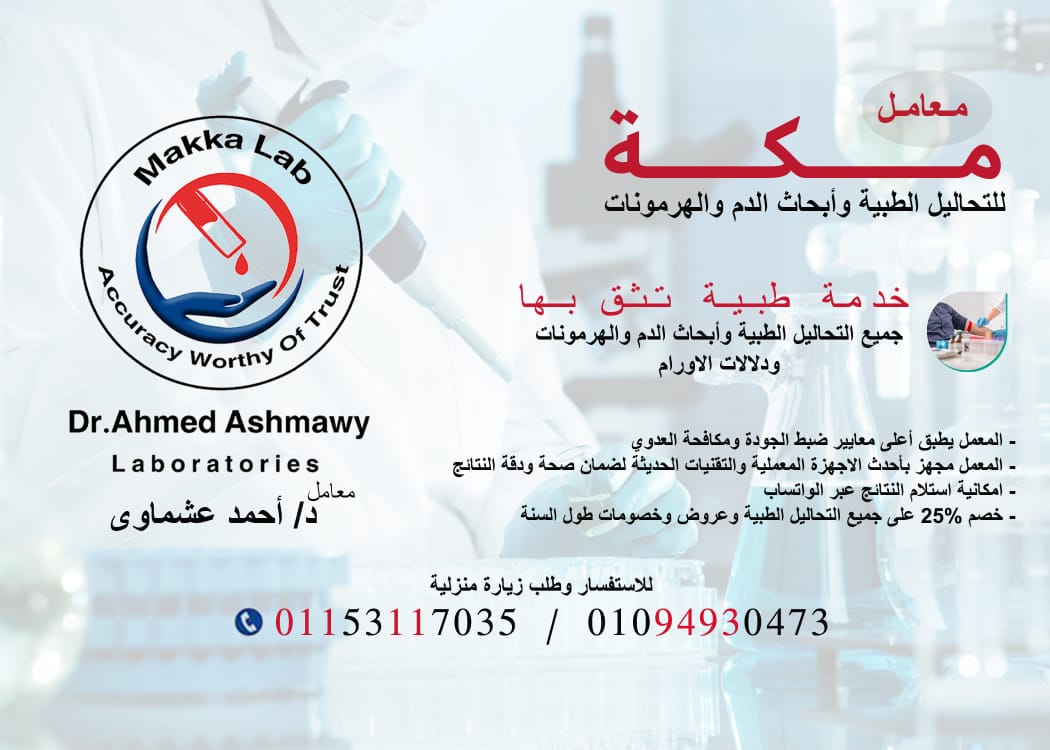 معامل
مكة
للتحاليل الطبية وأبحاث الدم والهرمونات
Makka Lab
Accuracy Worthy Of Trust
Dr.Ahmed Ashmawy
Laboratories
معامل
د/ أحمد عشماوى
خدمة طبية تثق بها
جميع التحاليل الطبية وأبحاث الدم والهرمونات
ودلالات الاورام
- المعمل يطبق أعلى معايير ضبط الجودة ومكافحة العدوي
- المعمل مجهز بأحدث الاجهزة المعملية والتقنيات الحديثة لضمان صحة ودقة النتائج
- امكانية استلام النتائج عبر الواتساب
- خصم 25% على جميع التحاليل الطبية وعروض وخصومات طول السنة
للاستفسار وطلب زيارة منزلية
01153117035 / 01094930473